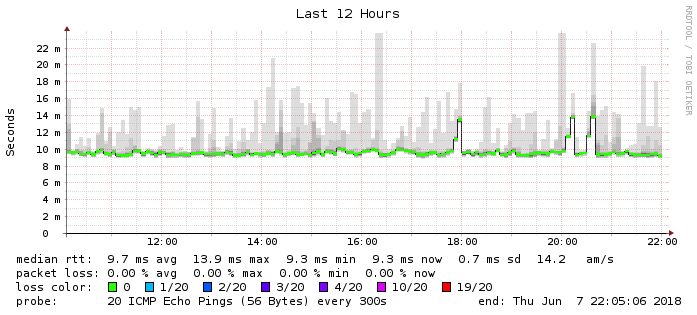 Last 12 Hours
RRDTOOL / TOBI OETIKER
Seconds
22 m
20 m
18 m
16 m
14 m
12 m
10 m
8 m
6 m
4 m
2 m
0
12:00 14:00 16:00 18:00 20:00 22:00
median rtt: 9.7 ms avg 13.9 ms max 9.3 ms min 9.3 ms now 0.7 ms sd 14.2 am/s
packet loss: 0.00 % avg 0.00 % max 0.00 % min 0.00 % now
loss color: 0 1/20 2/20 3/20 4/20 10/20 19/20
probe: 20 ICMP Echo Pings (56 Bytes) every 300s end: Thu Jun 7 22:05:06 2018